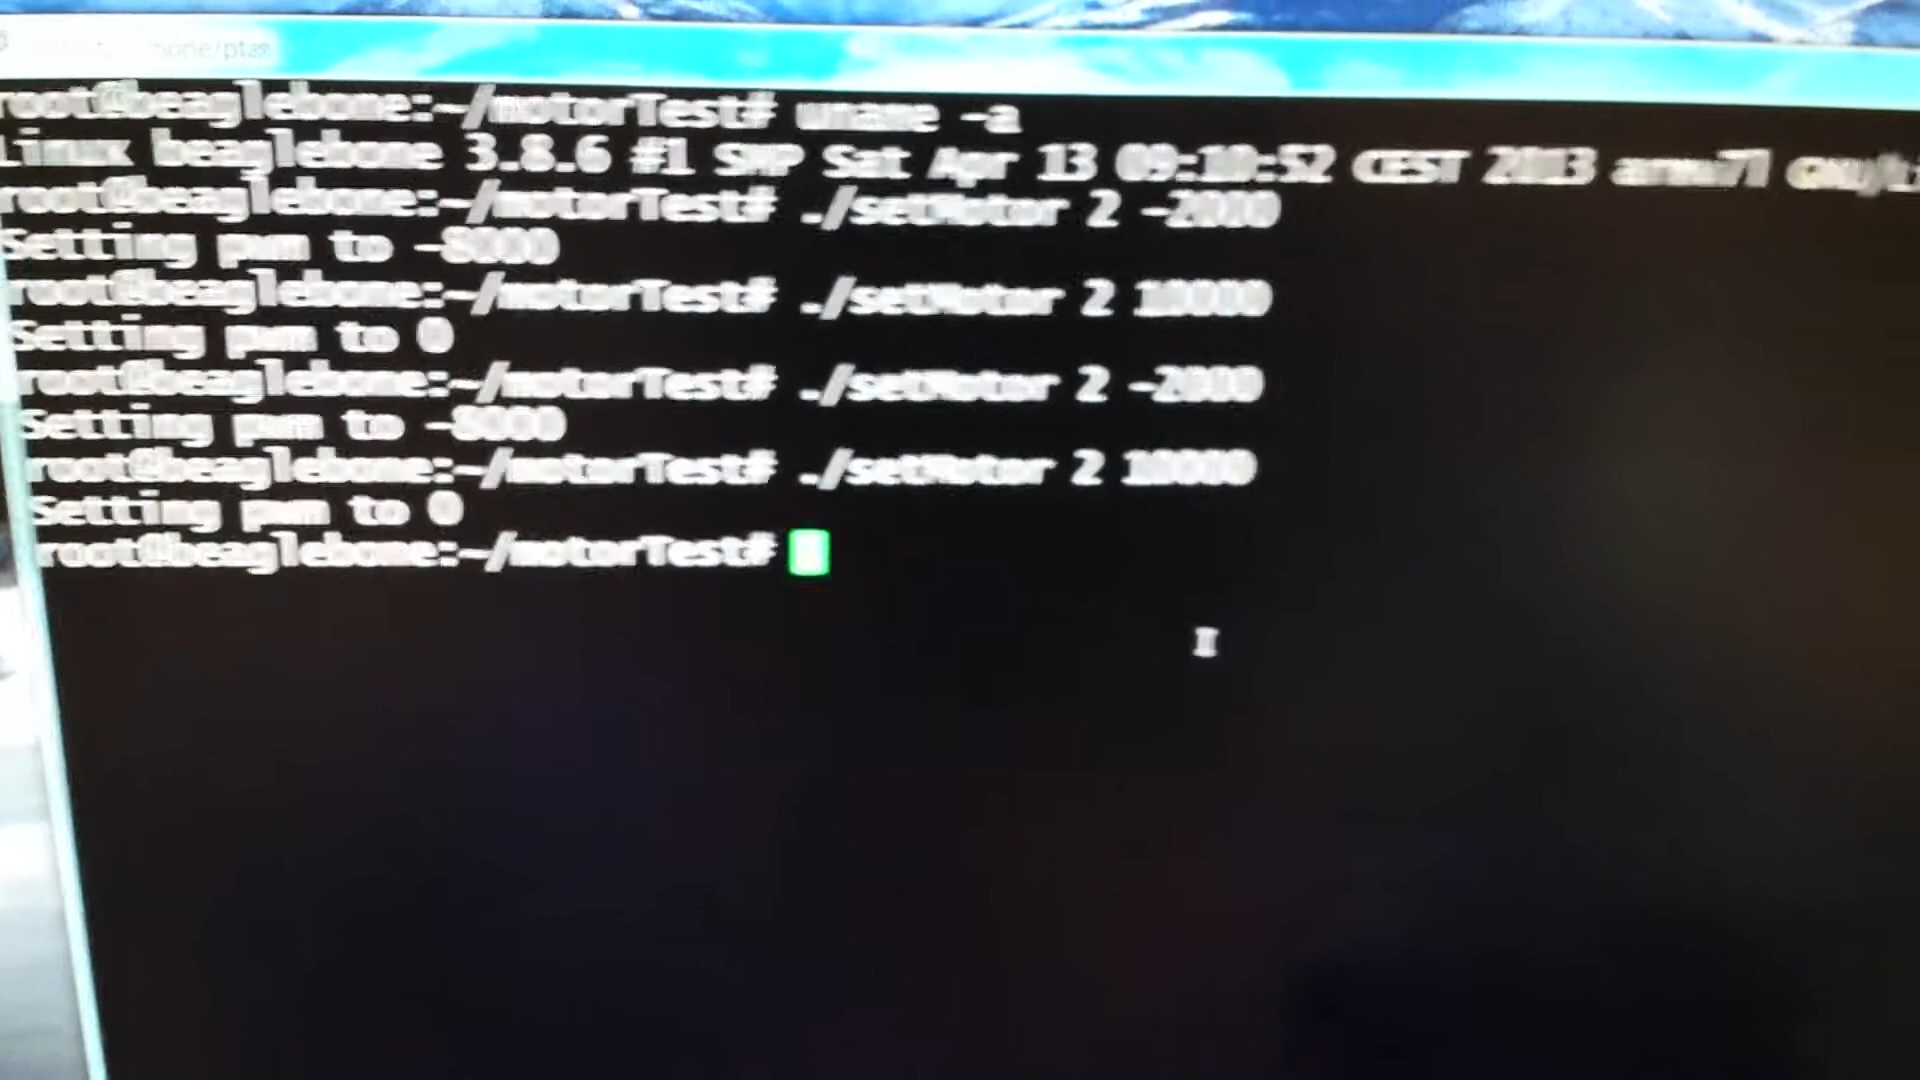 root@beaglebone:~/motorTest# uname -a
Linux beaglebone 3.8.6 #1 SMP Sat Apr 13 09:10:52 CEST 2013 armv7l
root@beaglebone:~/motorTest# ./setMotor 2 -2000
Setting pwm to -8000
root@beaglebone:~/motorTest# ./setMotor 2 10000
Setting pwm to 0
root@beaglebone:~/motorTest# ./setMotor 2 -2000
Setting pwm to -8000
root@beaglebone:~/motorTest# ./setMotor 2 10000
Setting pwm to 0
root@beaglebone:~/motorTest#